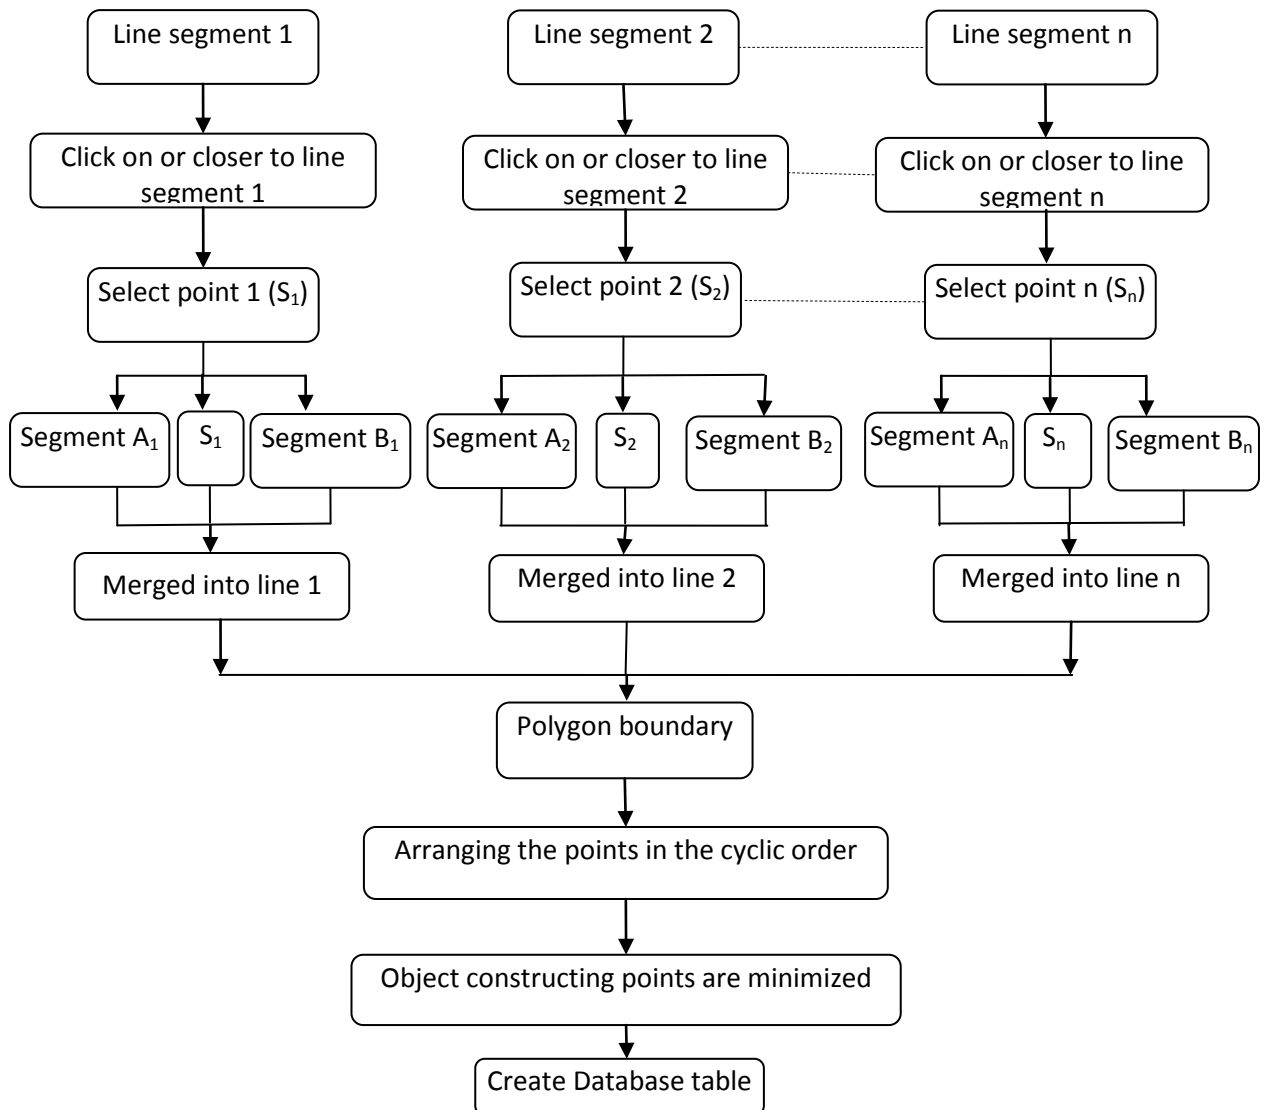 Line segment 1
Line segment 2
Line segment n
Click on or closer to line
segment 1
Click on or closer to line
segment 2
Click on or closer to line
segment n
Select point 1 (S₁)
Select point 2 (S₂)
Select point n (Sₙ)
Segment A₁
S₁
Segment B₁
Segment A₂
S₂
Segment B₂
Segment Aₙ
Sₙ
Segment Bₙ
Merged into line 1
Merged into line 2
Merged into line n
Polygon boundary
Arranging the points in the cyclic order
Object constructing points are minimized
Create Database table